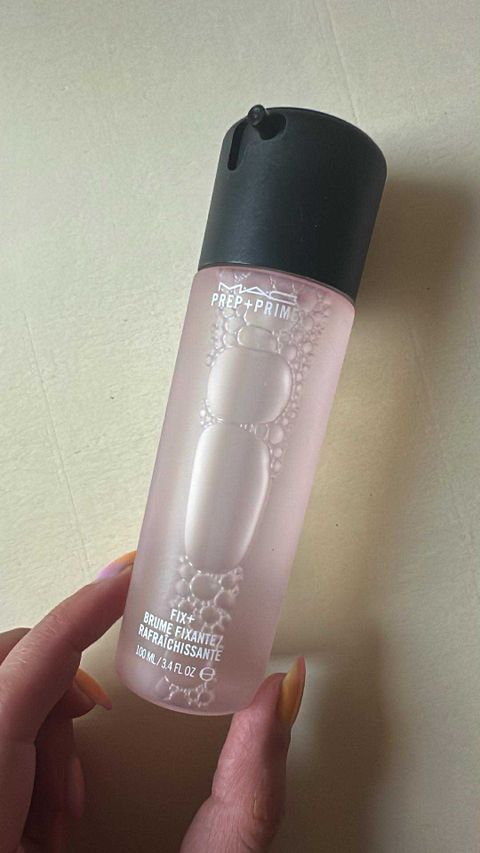 MAC
PREP+PRIME
FIX+
BRUME FIXANTE/
RAFRAÎCHISSANTE
100 ML / 3.4 FL OZ ℮